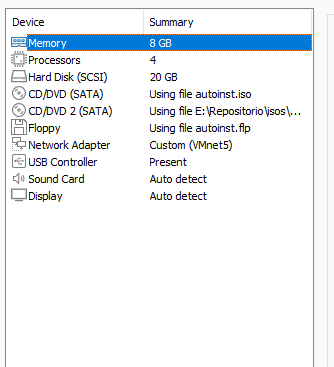 Device Summary
Memory 8 GB
Processors 4
Hard Disk (SCSI) 20 GB
CD/DVD (SATA) Using file autoinst.iso
CD/DVD 2 (SATA) Using file E:\Repositorio\isos\...
Floppy Using file autoinst.flp
Network Adapter Custom (VMnet5)
USB Controller Present
Sound Card Auto detect
Display Auto detect